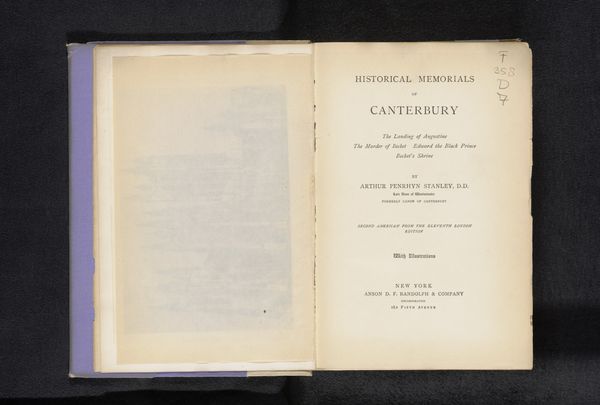 HISTORICAL MEMORIALS
OF
CANTERBURY
The Landing of Augustine
The Murder of Becket Edward the Black Prince
Becket's Shrine
BY
ARTHUR PENRHYN STANLEY, D.D.
Late Dean of Westminster
FORMERLY CANON OF CANTERBURY
SECOND AMERICAN FROM THE ELEVENTH LONDON
EDITION
With Illustrations
NEW YORK
ANSON D. F. RANDOLPH & COMPANY
INCORPORATED
182 FIFTH AVENUE
358
D
7